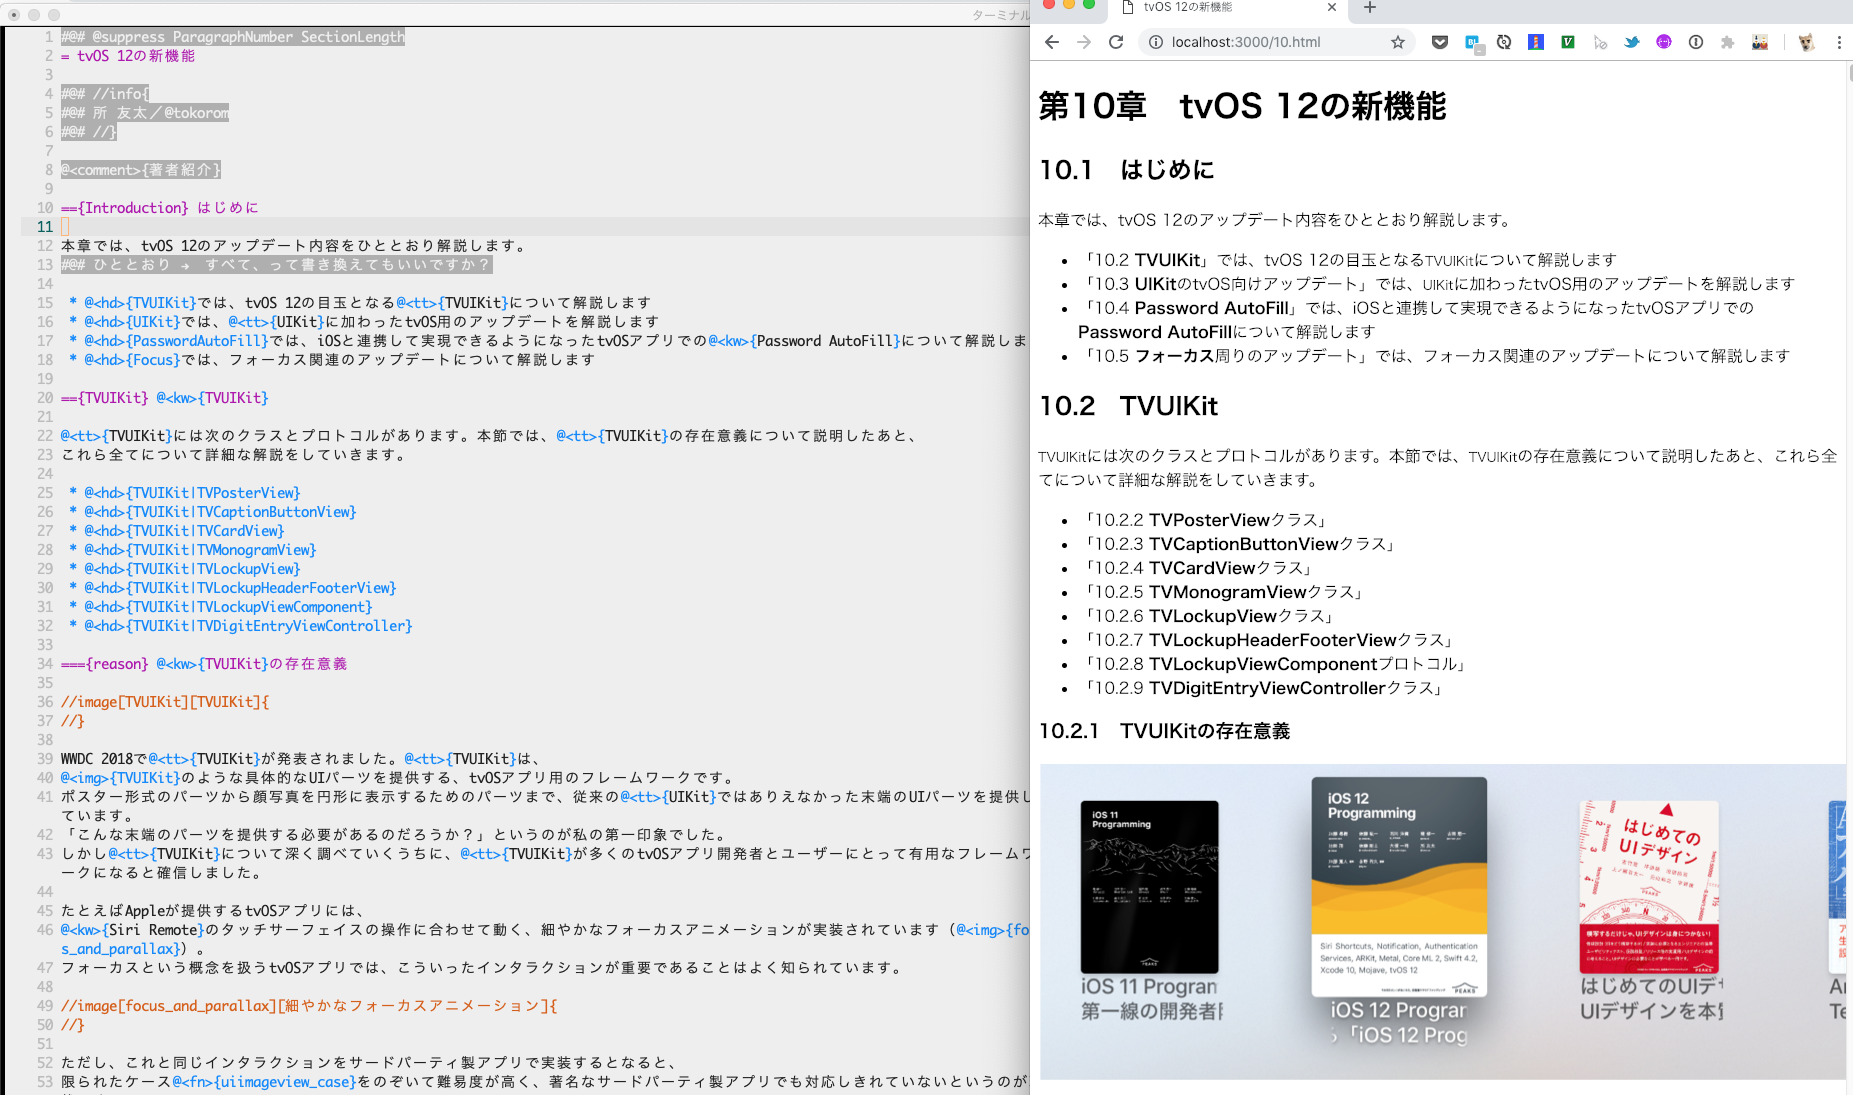 ターミナル
1 #@# @suppress ParagraphNumber SectionLength
2 = tvOS 12の新機能
3
4 #@# //info{
5 #@# 所 友太／@tokorom
6 #@# //}
7
8 @<comment>{著者紹介}
9
10 =={Introduction} はじめに
11
12 本章では、tvOS 12のアップデート内容をひととおり解説します。
13 #@# ひととおり → すべて、って書き換えてもいいですか？
14
15 * @<hd>{TVUIKit}では、tvOS 12の目玉となる@<tt>{TVUIKit}について解説します
16 * @<hd>{UIKit}では、@<tt>{UIKit}に加わったtvOS用のアップデートを解説します
17 * @<hd>{PasswordAutoFill}では、iOSと連携して実現できるようになったtvOSアプリでの@<kw>{Password AutoFill}について解説しま
18 * @<hd>{Focus}では、フォーカス関連のアップデートについて解説します
19
20 =={TVUIKit} @<kw>{TVUIKit}
21
22 @<tt>{TVUIKit}には次のクラスとプロトコルがあります。本節では、@<tt>{TVUIKit}の存在意義について説明したあと、
23 これら全てについて詳細な解説をしていきます。
24
25 * @<hd>{TVUIKit|TVPosterView}
26 * @<hd>{TVUIKit|TVCaptionButtonView}
27 * @<hd>{TVUIKit|TVCardView}
28 * @<hd>{TVUIKit|TVMonogramView}
29 * @<hd>{TVUIKit|TVLockupView}
30 * @<hd>{TVUIKit|TVLockupHeaderFooterView}
31 * @<hd>{TVUIKit|TVLockupViewComponent}
32 * @<hd>{TVUIKit|TVDigitEntryViewController}
33
34 ==={reason} @<kw>{TVUIKit}の存在意義
35
36 //image[TVUIKit][TVUIKit]{
37 //}
38
39 WWDC 2018で@<tt>{TVUIKit}が発表されました。@<tt>{TVUIKit}は、
40 @<img>{TVUIKit}のような具体的なUIパーツを提供する、tvOSアプリ用のフレームワークです。
41 ポスター形式のパーツから顔写真を円形に表示するためのパーツまで、従来の@<tt>{UIKit}ではありえなかった末端のUIパーツを提供し
ています。
42 「こんな末端のパーツを提供する必要があるのだろうか？」というのが私の第一印象でした。
43 しかし@<tt>{TVUIKit}について深く調べていくうちに、@<tt>{TVUIKit}が多くのtvOSアプリ開発者とユーザーにとって有用なフレームワ
ークになると確信しました。
44
45 たとえばAppleが提供するtvOSアプリには、
46 @<kw>{Siri Remote}のタッチサーフェイスの操作に合わせて動く、細やかなフォーカスアニメーションが実装されています（@<img>{fo
s_and_parallax}）。
47 フォーカスという概念を扱うtvOSアプリでは、こういったインタラクションが重要であることはよく知られています。
48
49 //image[focus_and_parallax][細やかなフォーカスアニメーション]{
50 //}
51
52 ただし、これと同じインタラクションをサードパーティ製アプリで実装するとなると、
53 限られたケース@<fn>{uiimageview_case}をのぞいて難易度が高く、著名なサードパーティ製アプリでも対応しきれていないというのが
tvOS 12の新機能
localhost:3000/10.html
第10章　tvOS 12の新機能
10.1　はじめに
本章では、tvOS 12のアップデート内容をひととおり解説します。
• 「10.2 TVUIKit」では、tvOS 12の目玉となるTVUIKitについて解説します
• 「10.3 UIKitのtvOS向けアップデート」では、UIKitに加わったtvOS用のアップデートを解説します
• 「10.4 Password AutoFill」では、iOSと連携して実現できるようになったtvOSアプリでの
Password AutoFillについて解説します
• 「10.5 フォーカス周りのアップデート」では、フォーカス関連のアップデートについて解説します
10.2　TVUIKit
TVUIKitには次のクラスとプロトコルがあります。本節では、TVUIKitの存在意義について説明したあと、これら全
てについて詳細な解説をしていきます。
• 「10.2.2 TVPosterViewクラス」
• 「10.2.3 TVCaptionButtonViewクラス」
• 「10.2.4 TVCardViewクラス」
• 「10.2.5 TVMonogramViewクラス」
• 「10.2.6 TVLockupViewクラス」
• 「10.2.7 TVLockupHeaderFooterViewクラス」
• 「10.2.8 TVLockupViewComponentプロトコル」
• 「10.2.9 TVDigitEntryViewControllerクラス」
10.2.1　TVUIKitの存在意義
iOS 11
Programming
PEAKS
iOS 11 Program
第一線の開発者
iOS 12
Programming
Siri Shortcuts, Notification, Authentication
Services, ARKit, Metal, Core ML 2, Swift 4.2,
Xcode 10, Mojave, tvOS 12
PEAKS
iOS 12 Program
「iOS 12 Prog
はじめての
UIデザイン
PEAKS
模写するだけじゃ、UIデザインは身につかない!
PEAKS
はじめてのUIデ
UIデザインを本